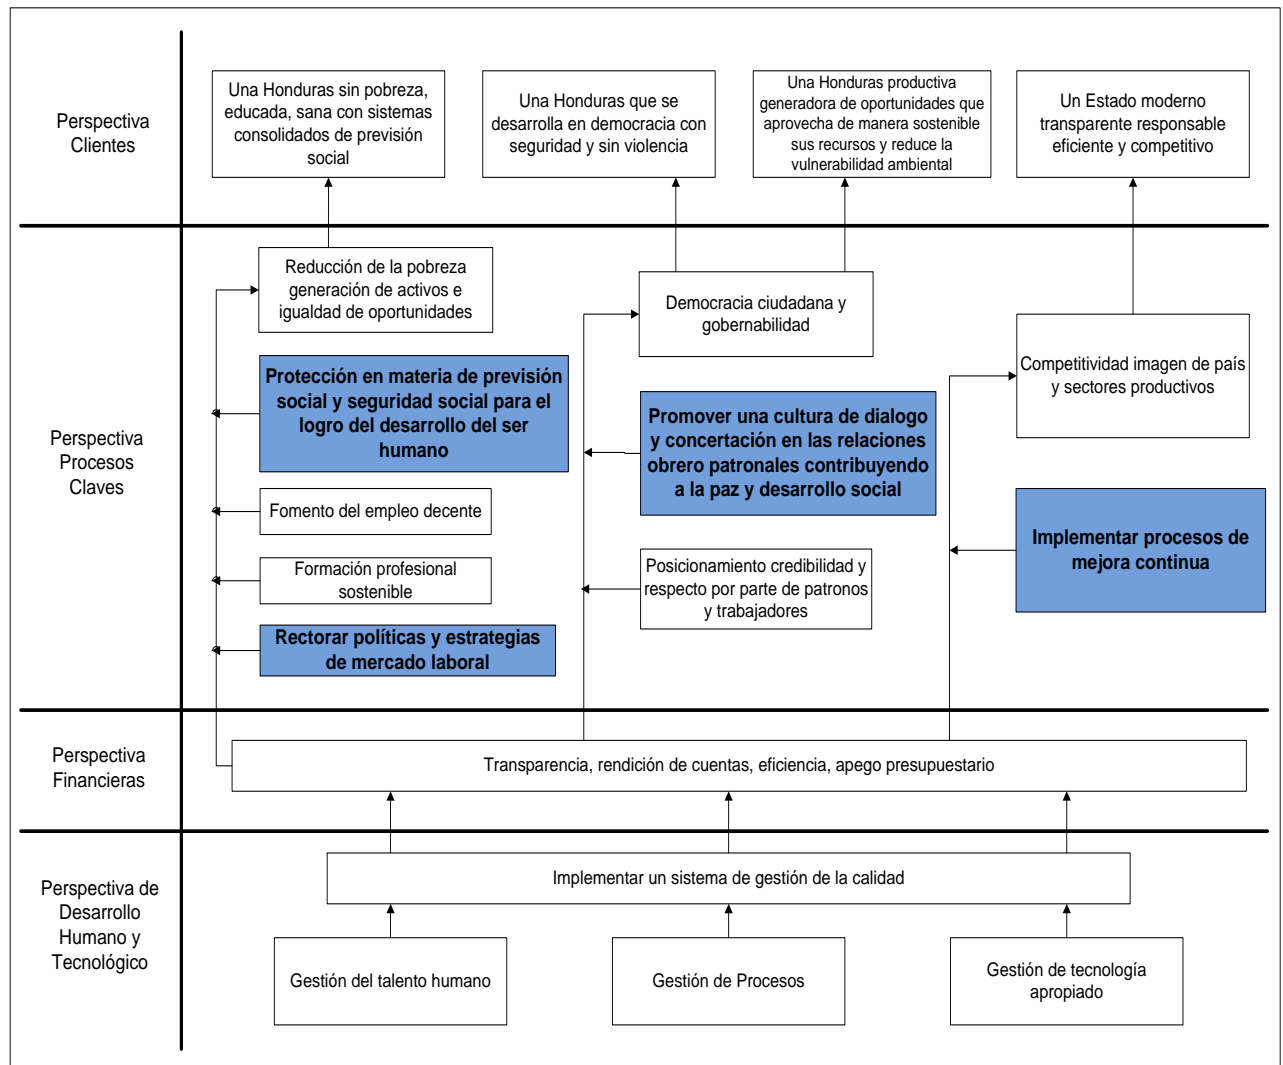 Perspectiva
Clientes
Una Honduras sin pobreza,
educada, sana con sistemas
consolidados de previsión
social
Una Honduras que se
desarrolla en democracia con
seguridad y sin violencia
Una Honduras productiva
generadora de oportunidades que
aprovecha de manera sostenible
sus recursos y reduce la
vulnerabilidad ambiental
Un Estado moderno
transparente responsable
eficiente y competitivo
Perspectiva
Procesos
Claves
Reducción de la pobreza
generación de activos e
igualdad de oportunidades
Protección en materia de previsión
social y seguridad social para el
logro del desarrollo del ser
humano
Fomento del empleo decente
Formación profesional
sostenible
Rectorar políticas y estrategias
de mercado laboral
Democracia ciudadana y
gobernabilidad
Promover una cultura de dialogo
y concertación en las relaciones
obrero patronales contribuyendo
a la paz y desarrollo social
Posicionamiento credibilidad y
respecto por parte de patronos
y trabajadores
Competitividad imagen de país
y sectores productivos
Implementar procesos de
mejora continua
Perspectiva
Financieras
Transparencia, rendición de cuentas, eficiencia, apego presupuestario
Perspectiva de
Desarrollo
Humano y
Tecnológico
Implementar un sistema de gestión de la calidad
Gestión del talento humano
Gestión de Procesos
Gestión de tecnología
apropiado